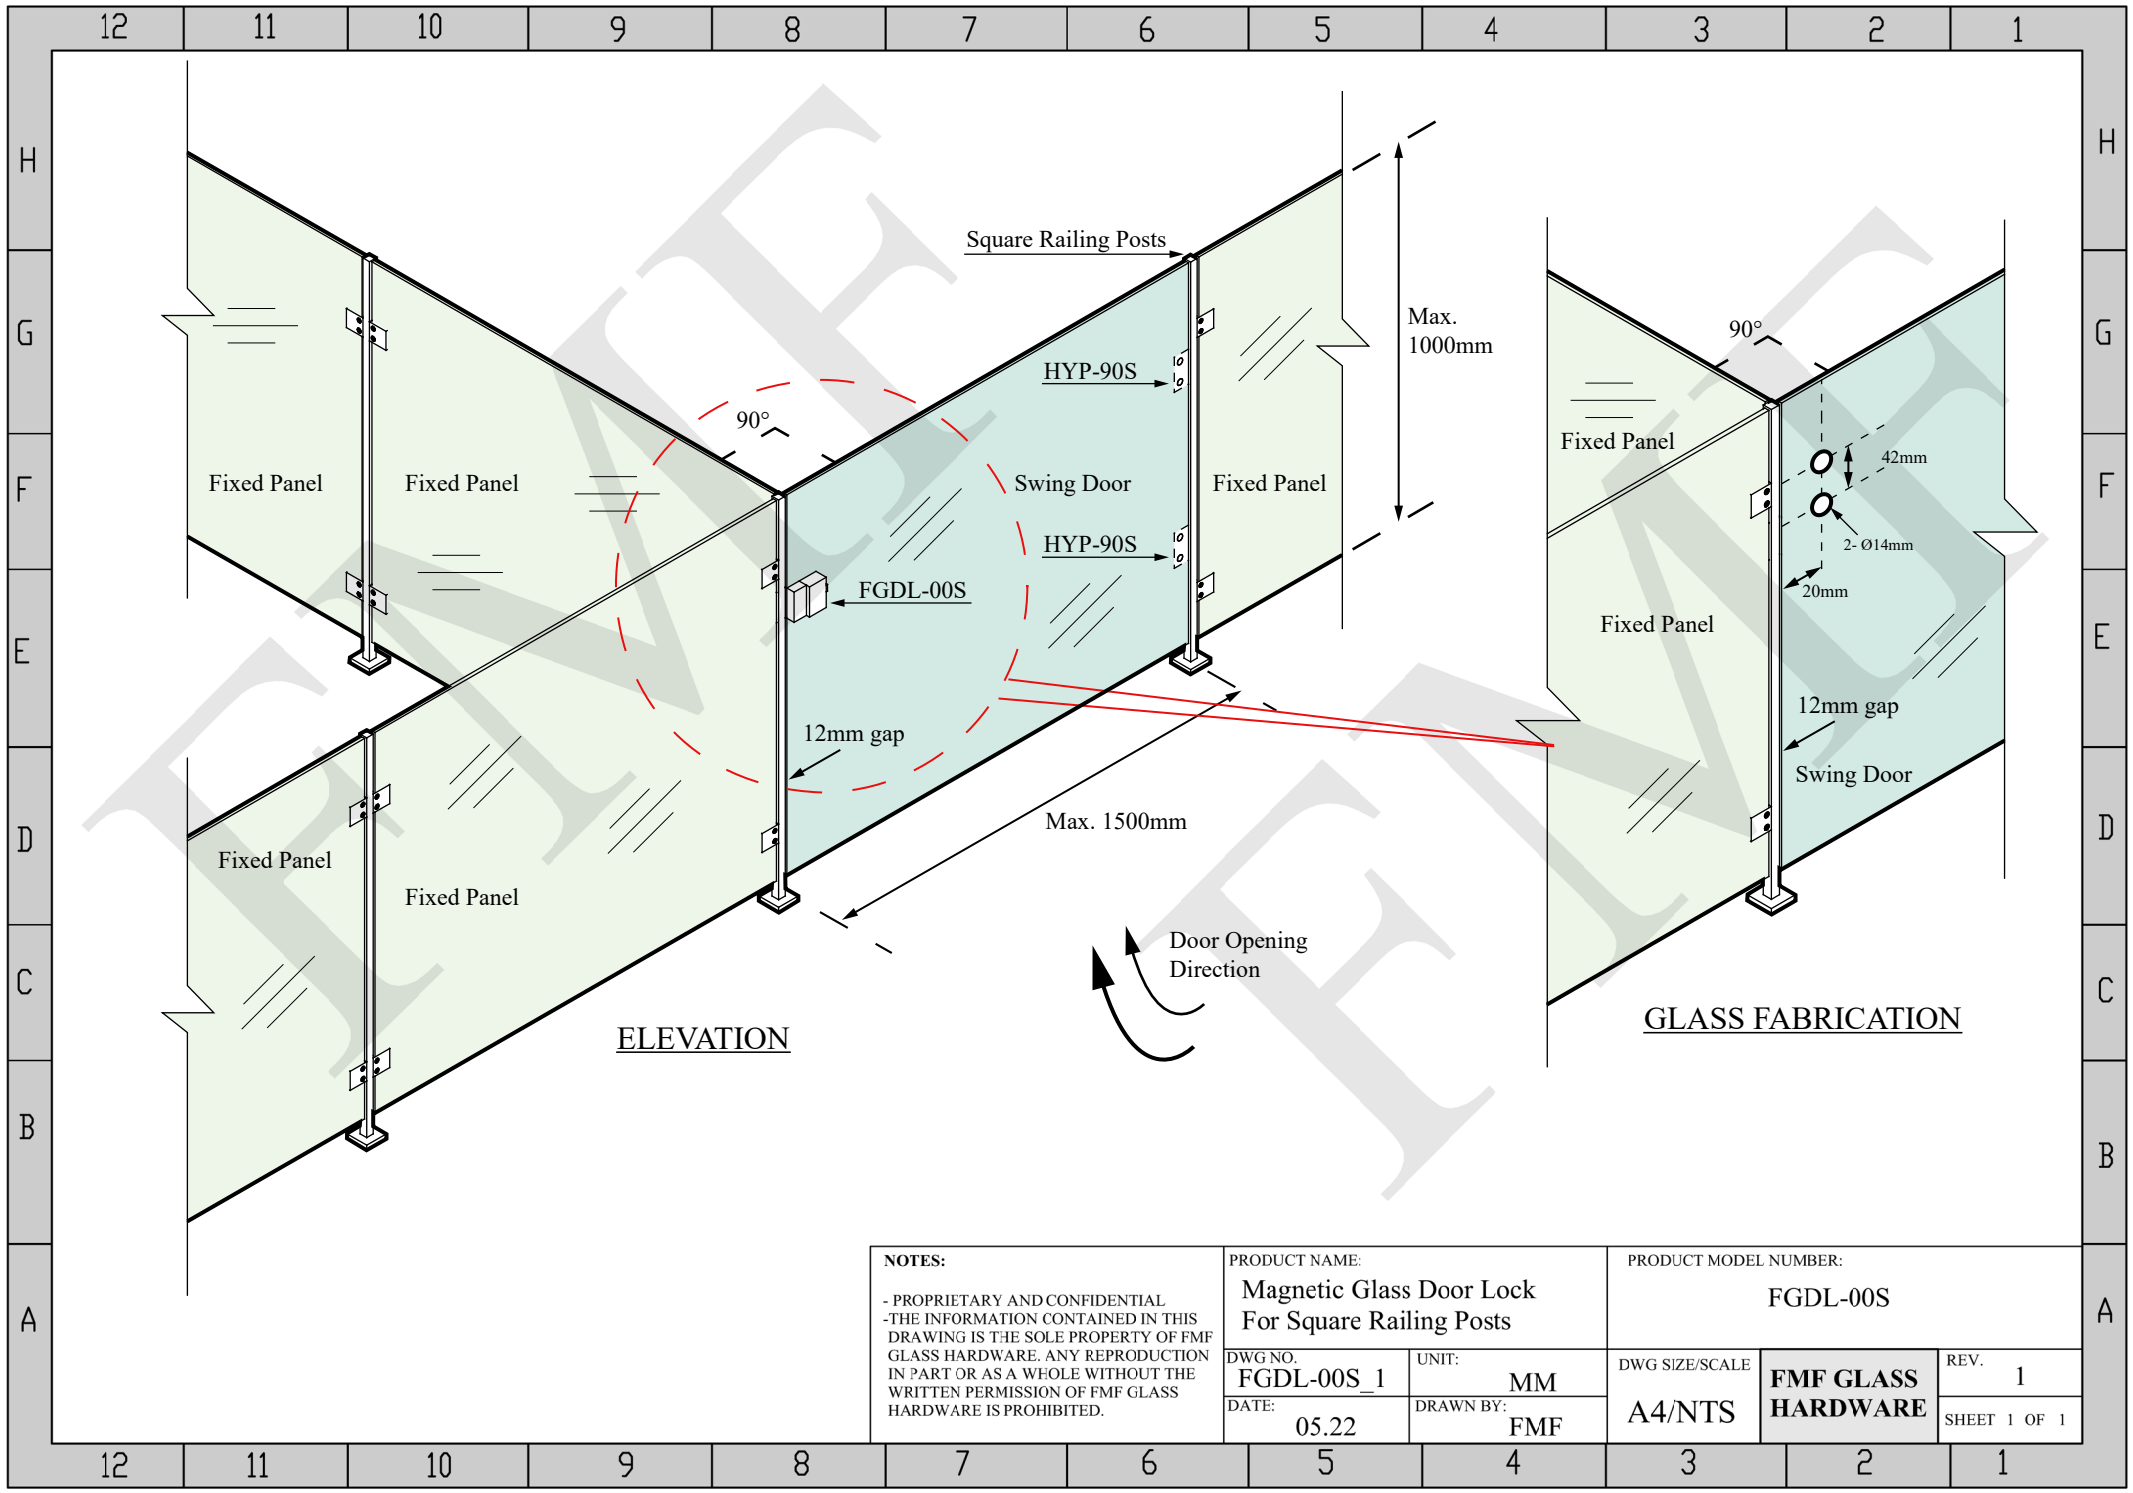 12 11 10 9 8 7 6 5 4 3 2 1
H
G
F
E
D
C
B
A
H
G
F
E
D
C
B
A
FMF
FMF
Square Railing Posts
Max.
1000mm
HYP-90S
90°
Fixed Panel
Fixed Panel
Swing Door
Fixed Panel
HYP-90S
FGDL-00S
12mm gap
Max. 1500mm
Fixed Panel
Fixed Panel
Door Opening
Direction
ELEVATION
90°
Fixed Panel
42mm
2- Ø14mm
20mm
Fixed Panel
12mm gap
Swing Door
GLASS FABRICATION
NOTES:
- PROPRIETARY AND CONFIDENTIAL
-THE INFORMATION CONTAINED IN THIS
DRAWING IS THE SOLE PROPERTY OF FMF
GLASS HARDWARE. ANY REPRODUCTION
IN PART OR AS A WHOLE WITHOUT THE
WRITTEN PERMISSION OF FMF GLASS
HARDWARE IS PROHIBITED.
PRODUCT NAME:
Magnetic Glass Door Lock
For Square Railing Posts
PRODUCT MODEL NUMBER:
FGDL-00S
DWG NO.
FGDL-00S_1
UNIT:
MM
DATE:
05.22
DRAWN BY:
FMF
DWG SIZE/SCALE
A4/NTS
FMF GLASS
HARDWARE
REV.
1
SHEET 1 OF 1
12 11 10 9 8 7 6 5 4 3 2 1